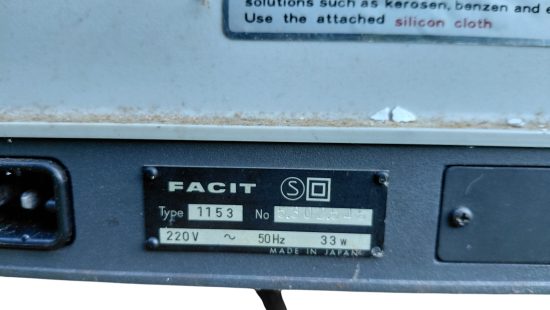 solutions such as kerosen, benzen and
Use the attached silicon cloth
FACIT S
Type 1153 No
220V ~ 50Hz 33w
MADE IN JAPAN